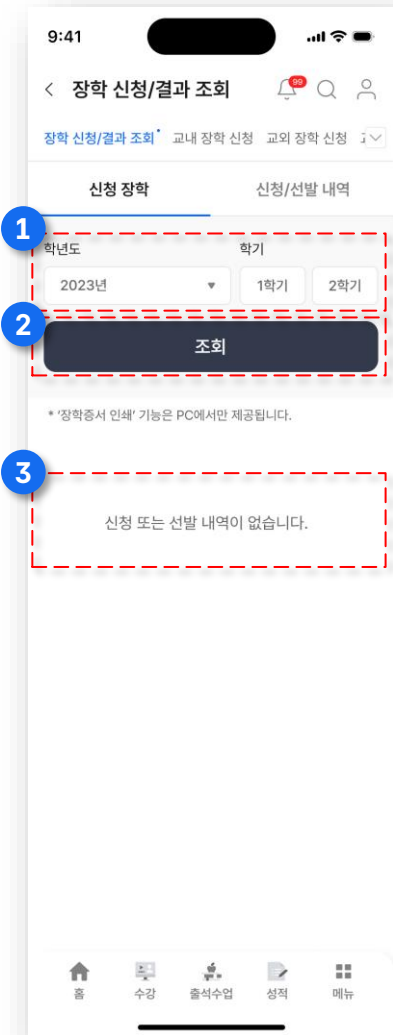 9:41
장학 신청/결과 조회
99
장학 신청/결과 조회 교내 장학 신청 교외 장학 신청
신청 장학 신청/선발 내역
1
학년도 학기
2023년 1학기 2학기
2
조회
* '장학증서 인쇄' 기능은 PC에서만 제공됩니다.
3
신청 또는 선발 내역이 없습니다.
홈 수강 출석수업 성적 메뉴